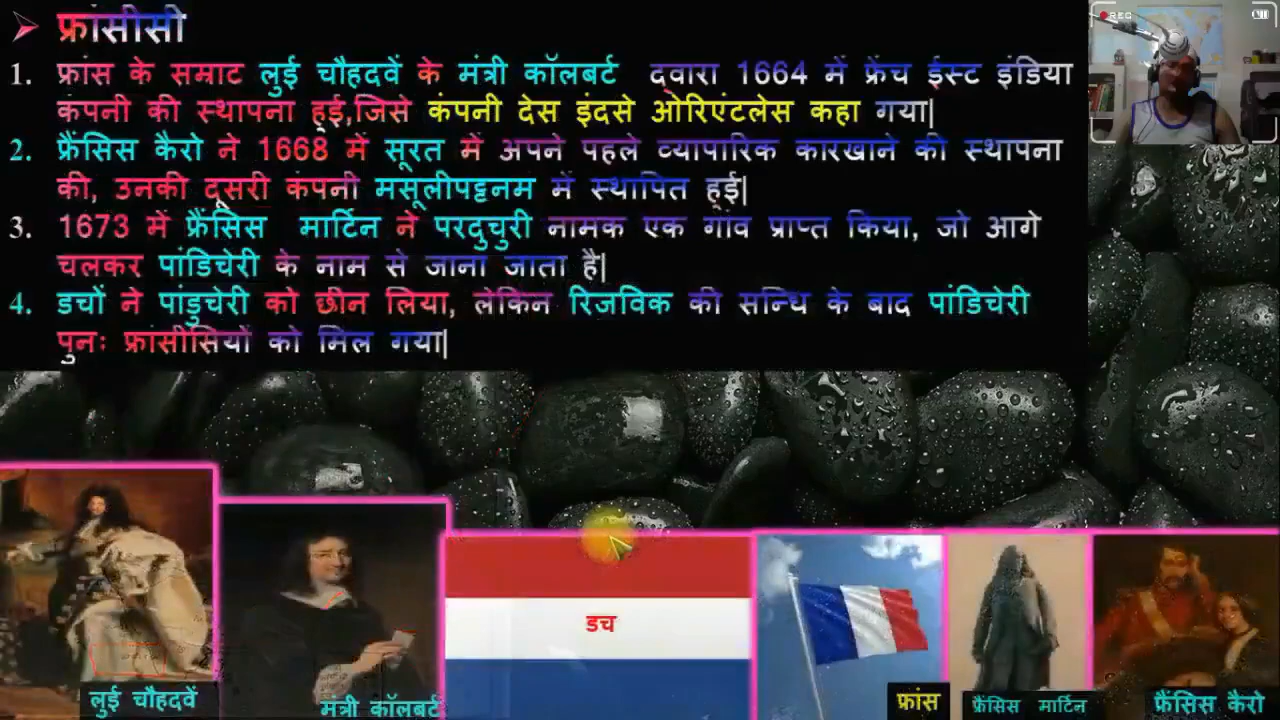 फ्रांसीसी
1. फ्रांस के सम्राट लुई चौहदवें के मंत्री कॉलबर्ट द्वारा 1664 में फ्रेंच ईस्ट इंडिया
कंपनी की स्थापना हुई,जिसे कंपनी देस इंदसे ओरिएंटलेस कहा गया|
2. फ्रैंसिस कैरो ने 1668 में सूरत में अपने पहले व्यापारिक कारखाने की स्थापना
की, उनकी दूसरी कंपनी मसूलीपट्टनम में स्थापित हुई|
3. 1673 में फ्रैंसिस मार्टिन ने परदुचुरी नामक एक गांव प्राप्त किया, जो आगे
चलकर पांडिचेरी के नाम से जाना जाता है|
4. डचों ने पांडुचेरी को छीन लिया, लेकिन रिजविक की सन्धि के बाद पांडिचेरी
पुनः फ्रांसीसियों को मिल गया|
REC
डच
लुई चौहदवें
मंत्री कॉलबर्ट
फ्रांस
फ्रैंसिस मार्टिन
फ्रैंसिस कैरो